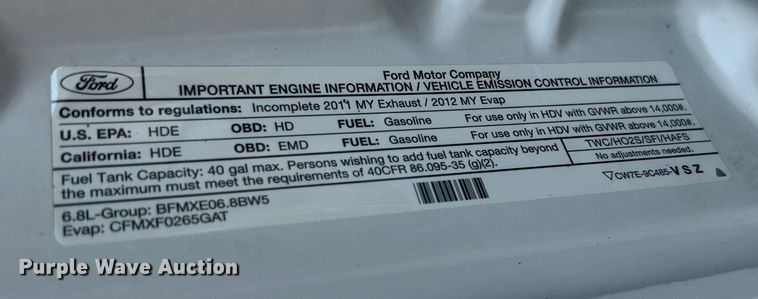 Ford
Ford Motor Company
IMPORTANT ENGINE INFORMATION / VEHICLE EMISSION CONTROL INFORMATION
Conforms to regulations: Incomplete 2011 MY Exhaust / 2012 MY Evap
U.S. EPA: HDE OBD: HD FUEL: Gasoline For use only in HDV with GVWR above 14,000#.
California: HDE OBD: EMD FUEL: Gasoline For use only in HDV with GVWR above 14,000#.
Fuel Tank Capacity: 40 gal max. Persons wishing to add fuel tank capacity beyond
the maximum must meet the requirements of 40CFR 86.095-35 (g)(2).
TWC/HO2S/SFI/HAFS
No adjustments needed.
6.8L-Group: BFMXE06.8BW5
Evap: CFMXF0265GAT
CW7E-9C485-VSZ
Purple Wave Auction